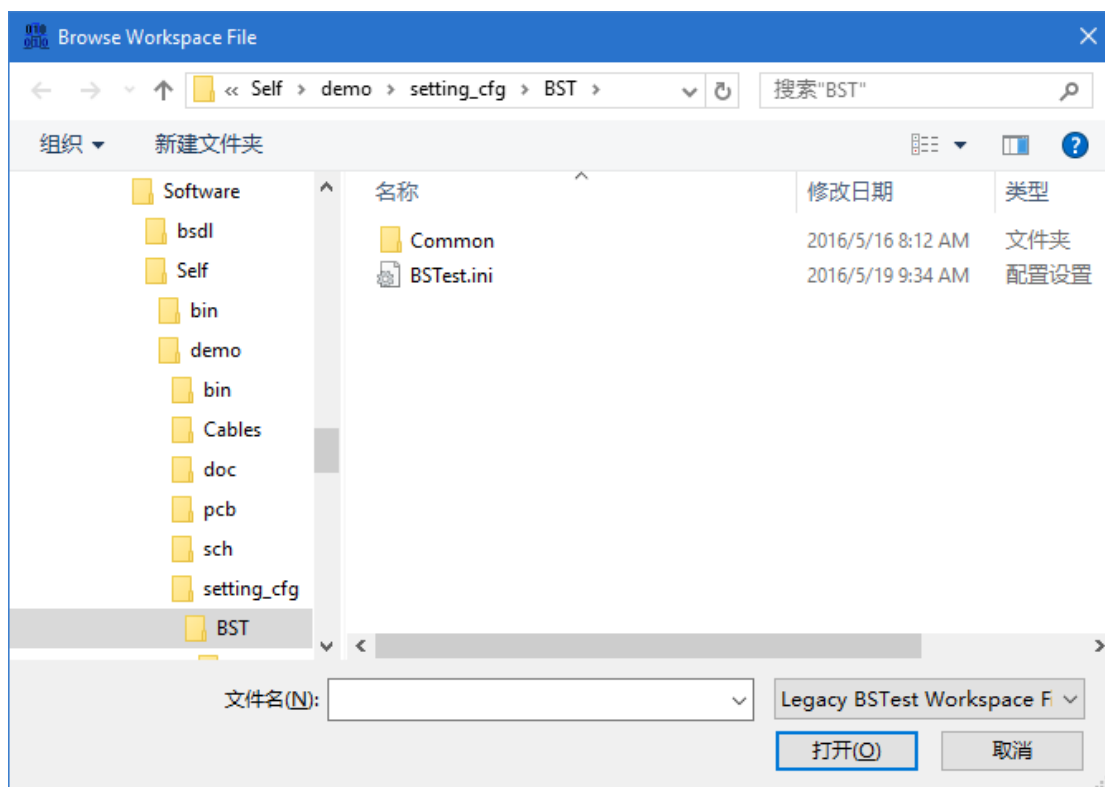 Browse Workspace File
« Self › demo › setting_cfg › BST ›
搜索"BST"
组织
新建文件夹
Software
bsdl
Self
bin
demo
bin
Cables
doc
pcb
sch
setting_cfg
BST
名称 修改日期 类型
Common 2016/5/16 8:12 AM 文件夹
BSTest.ini 2016/5/19 9:34 AM 配置设置
文件名(N):
Legacy BSTest Workspace
打开(O)
取消